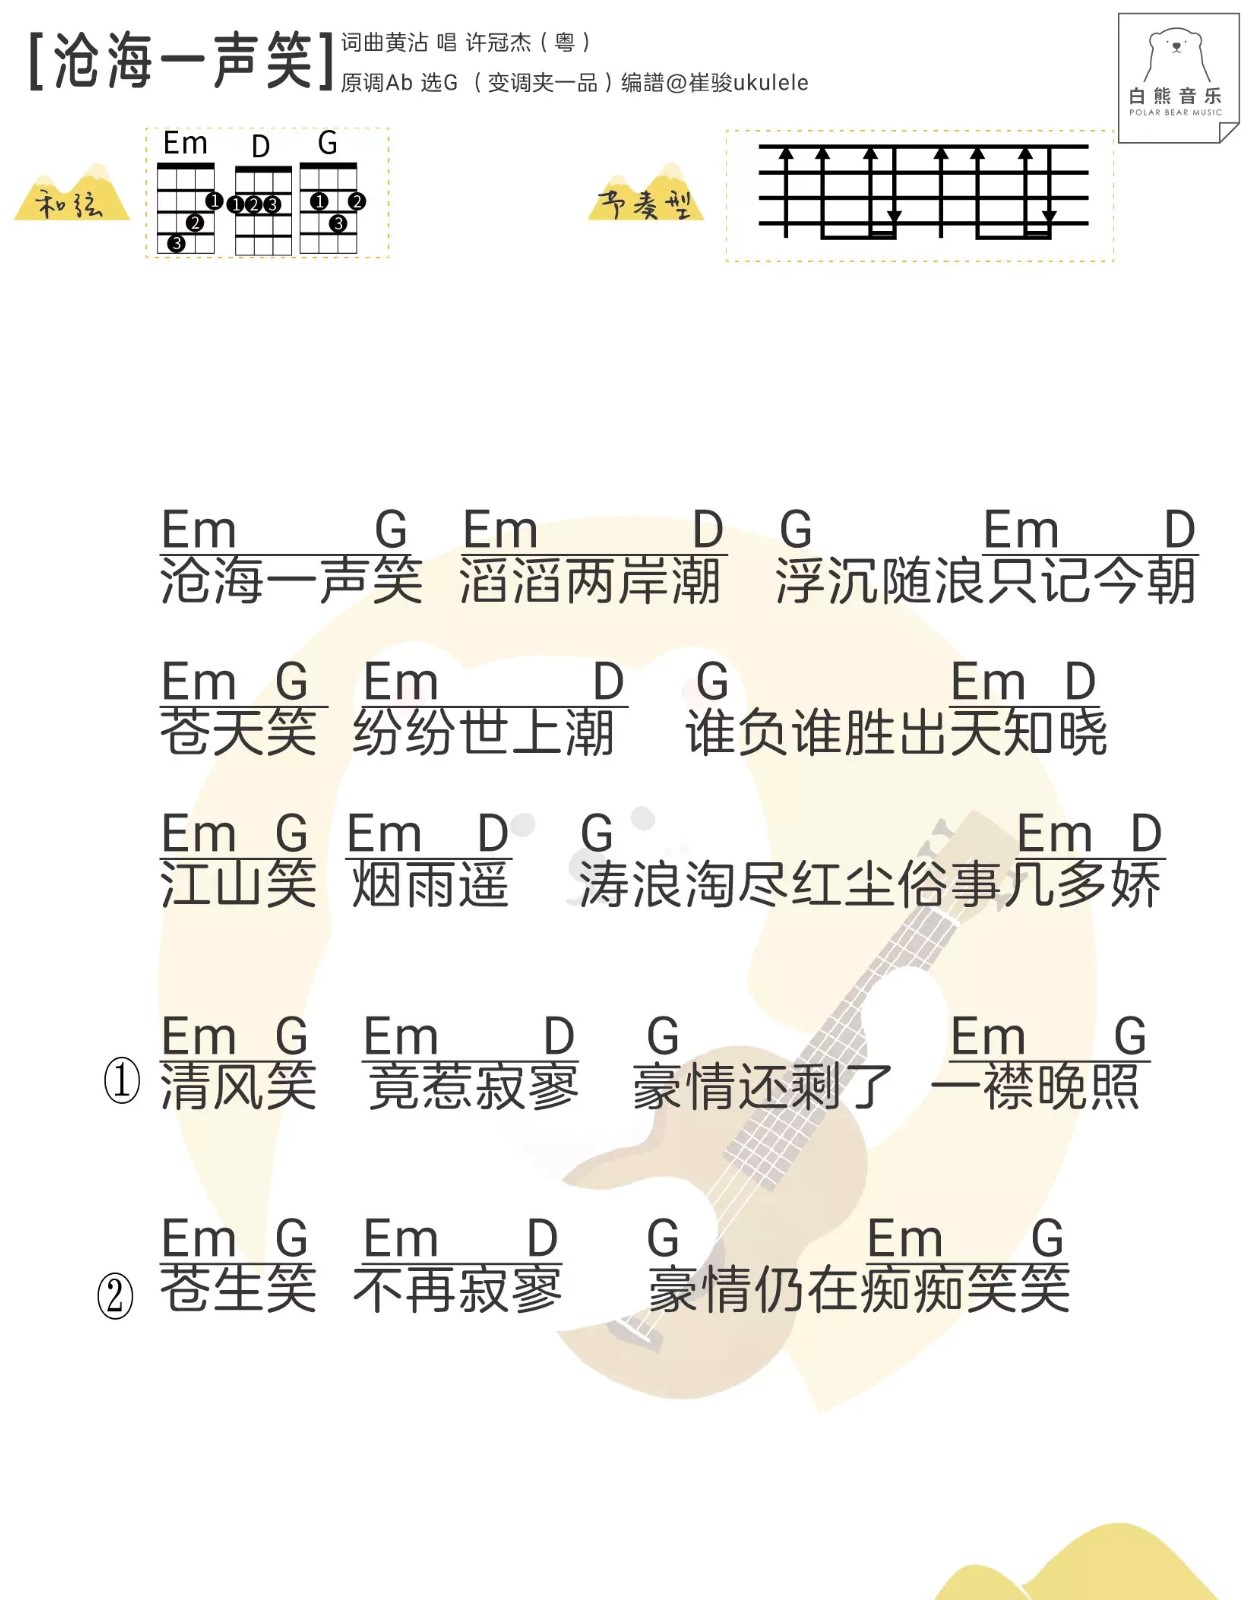 [沧海一声笑]
词曲黄沾 唱 许冠杰（粤）
原调Ab 选G （变调夹一品）编譜@崔骏ukulele
白熊音乐
POLAR BEAR MUSIC
和弦
Em D G
1 2 3
1 2 3
1 2 3
节奏型
Em G Em D G Em D
沧海一声笑 滔滔两岸潮 浮沉随浪只记今朝
Em G Em D G Em D
苍天笑 纷纷世上潮 谁负谁胜出天知晓
Em G Em D G Em D
江山笑 烟雨遥 涛浪淘尽红尘俗事几多娇
Em G Em D G Em G
① 清风笑 竟惹寂寥 豪情还剩了 一襟晚照
Em G Em D G Em G
② 苍生笑 不再寂寥 豪情仍在痴痴笑笑